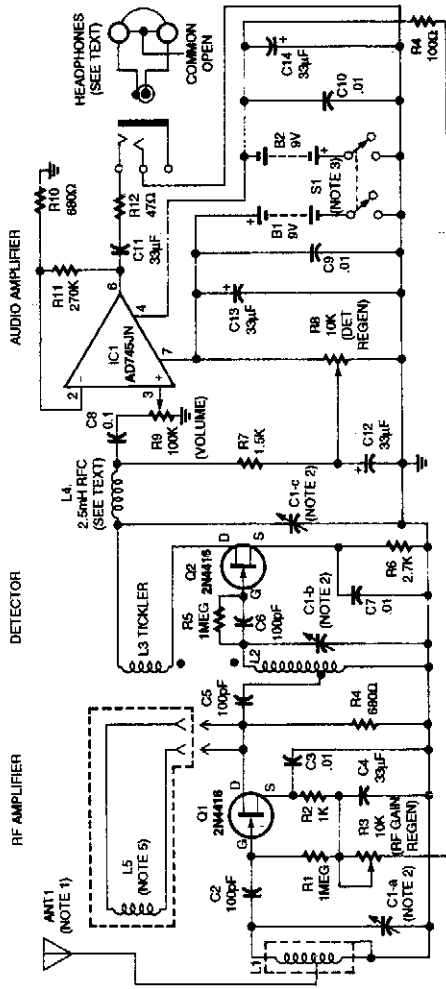 RF AMPLIFIER
DETECTOR
AUDIO AMPLIFIER
ANT1
(NOTE 1)
L1
C1-a
(NOTE 2)
C2
100pF
R1
1MEG
R3
10K
(RF GAIN
REGEN)
G
D
S
Q1
2N4416
R2
1K
C4
33µF
C3
.01
L5
(NOTE 5)
R4
680Ω
C5
100pF
L3 TICKLER
L2
C1-b
(NOTE 2)
R5
1MEG
C6
100pF
G
D
S
Q2
2N4416
C7
.01
R6
2.7K
C1-c
(NOTE 2)
L4
2.5mH RFC
(SEE TEXT)
C8
0.1
R9
100K
(VOLUME)
R7
1.5K
C12
33µF
+
R8
10K
(DET
REGEN)
IC1
AD745JN
2
-
3
+
7
4
6
R11
270K
R10
680Ω
C11
33µF
R12
47Ω
HEADPHONES
(SEE TEXT)
COMMON
OPEN
C13
33µF
+
C9
.01
B1
9V
+
B2
9V
+
S1
(NOTE 3)
C10
.01
C14
33µF
+
R4
100Ω